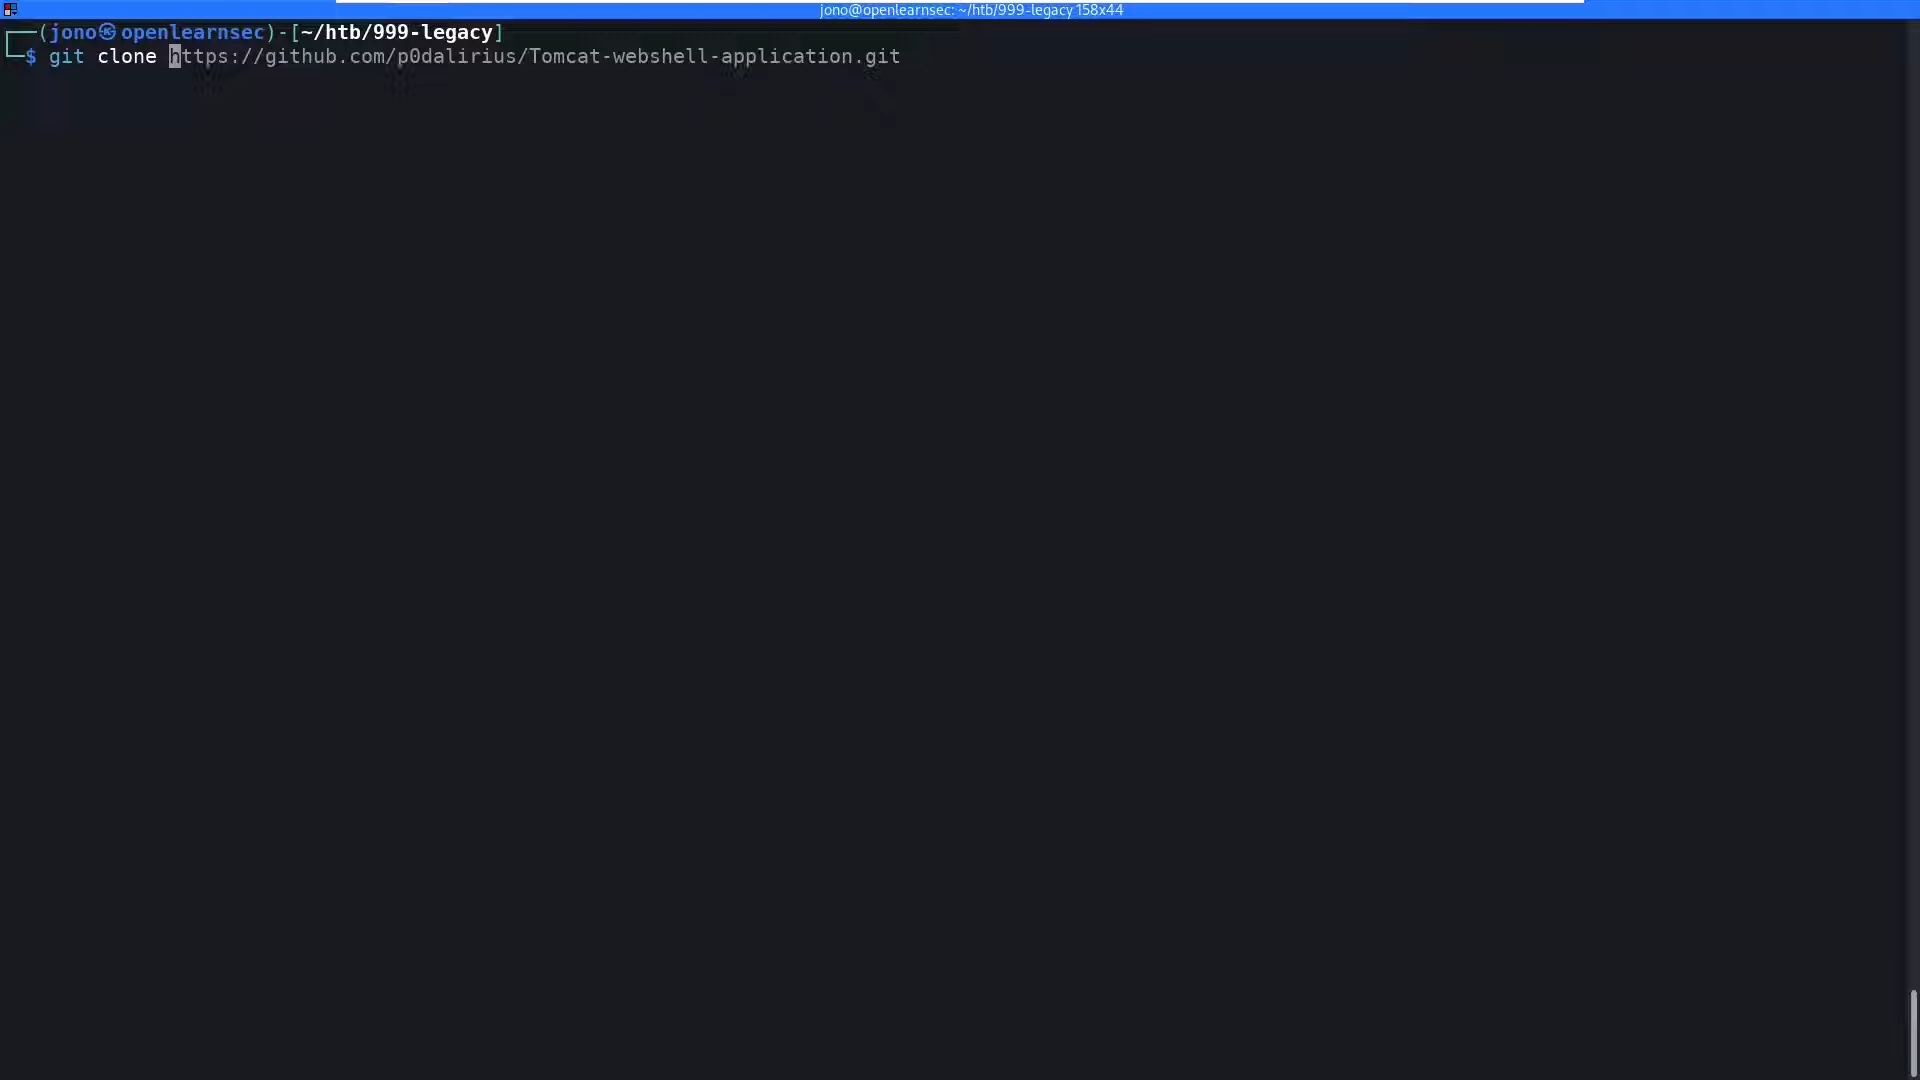 jono@openlearnsec: ~/htb/999-legacy 158x44
┌──(jono㉿openlearnsec)-[~/htb/999-legacy]
└─$ git clone https://github.com/p0dalirius/Tomcat-webshell-application.git